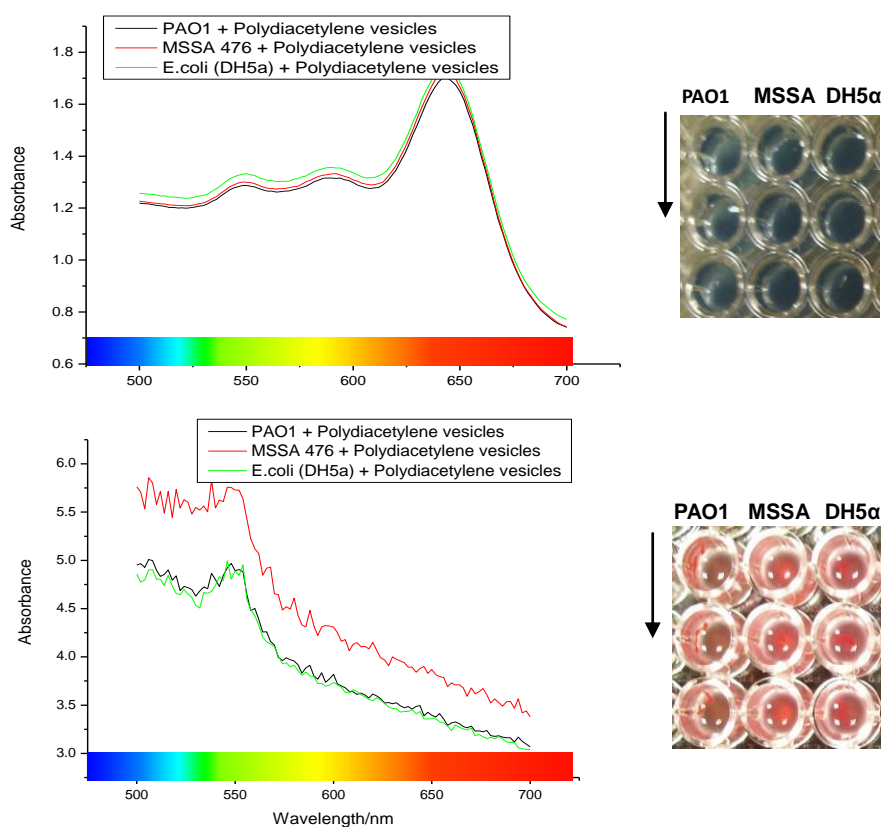 PAO1 + Polydiacetylene vesicles
MSSA 476 + Polydiacetylene vesicles
E.coli (DH5a) + Polydiacetylene vesicles
1.8
1.6
1.4
1.2
1.0
0.8
0.6
Absorbance
500 550 600 650 700
PAO1 MSSA DH5α
PAO1 + Polydiacetylene vesicles
MSSA 476 + Polydiacetylene vesicles
E.coli (DH5a) + Polydiacetylene vesicles
6.0
5.5
5.0
4.5
4.0
3.5
3.0
Absorbance
500 550 600 650 700
Wavelength/nm
PAO1 MSSA DH5α